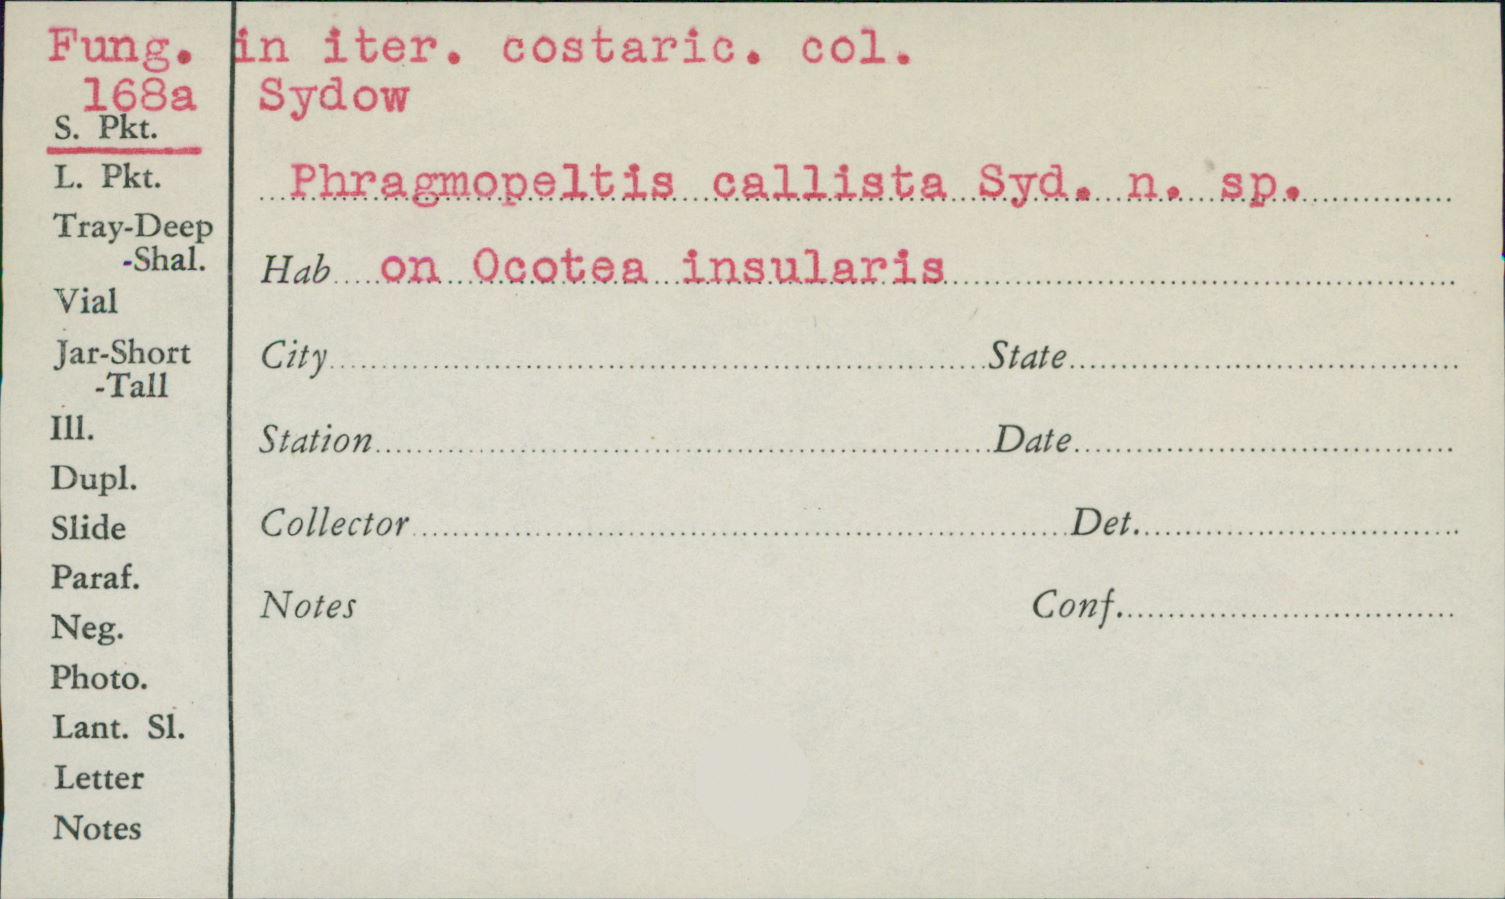 Fung. in iter. costaric. col.
168a Sydow
S. Pkt.
Phragmopeltis callista Syd. n. sp.
L. Pkt.
Tray-Deep
-Shal.
Hab on Ocotea insularis
Vial
Jar-Short
-Tall
City State
Ill.
Station Date
Dupl.
Slide
Collector Det.
Paraf.
Notes Conf.
Neg.
Photo.
Lant. Sl.
Letter
Notes